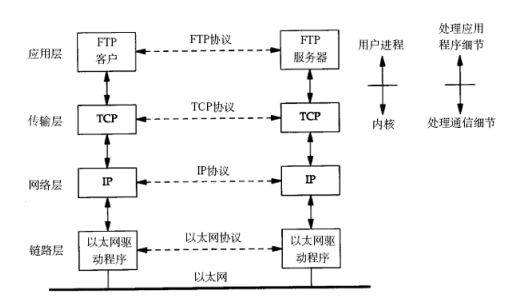 处理应用
程序细节
用户进程
内核
处理通信细节
应用层
FTP
客户
FTP协议
FTP
服务器
传输层
TCP
TCP协议
TCP
网络层
IP
IP协议
IP
链路层
以太网驱
动程序
以太网协议
以太网驱
动程序
以太网